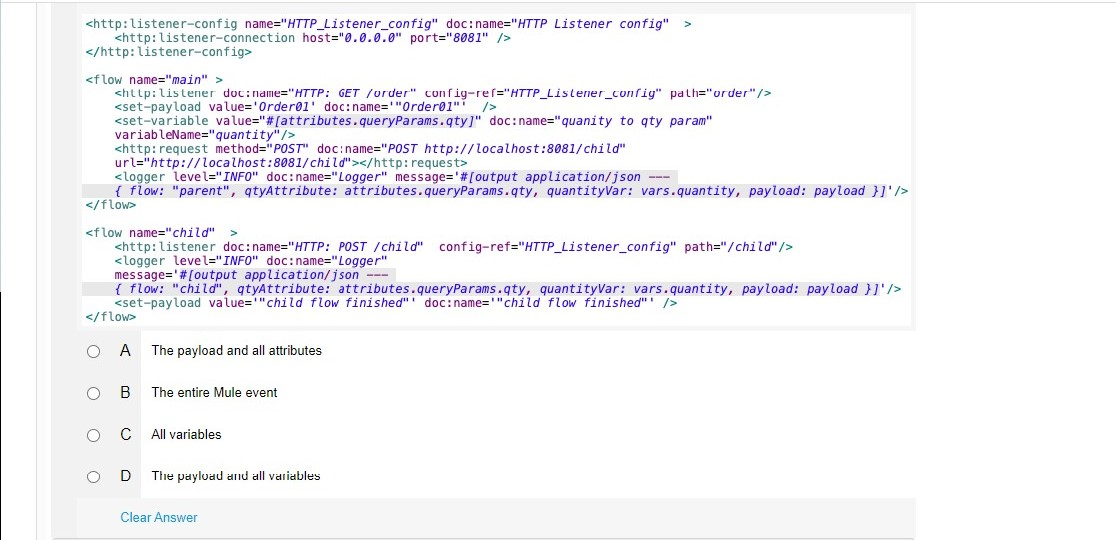 <http:listener-config name="HTTP_Listener_config" doc:name="HTTP Listener config"  >
<http:listener-connection host="0.0.0.0" port="8081" />
</http:listener-config>
<flow name="main" >
<http:listener doc:name="HTTP: GET /order" config-ref="HTTP_Listener_config" path="order"/>
<set-payload value='Order01' doc:name='"Order01"'  />
<set-variable value="#[attributes.queryParams.qty]" doc:name="quanity to qty param"
variableName="quantity"/>
<http:request method="POST" doc:name="POST http://localhost:8081/child"
url="http://localhost:8081/child"></http:request>
<logger level="INFO" doc:name="Logger" message='#[output application/json ---
{ flow: "parent", qtyAttribute: attributes.queryParams.qty, quantityVar: vars.quantity, payload: payload }]'/>
</flow>
<flow name="child"  >
<http:listener doc:name="HTTP: POST /child"  config-ref="HTTP_Listener_config" path="/child"/>
<logger level="INFO" doc:name="Logger"
message='#[output application/json ---
{ flow: "child", qtyAttribute: attributes.queryParams.qty, quantityVar: vars.quantity, payload: payload }]'/>
<set-payload value='"child flow finished"' doc:name='"child flow finished"' />
</flow>
A The payload and all attributes
B The entire Mule event
C All variables
D The payload and all variables
Clear Answer